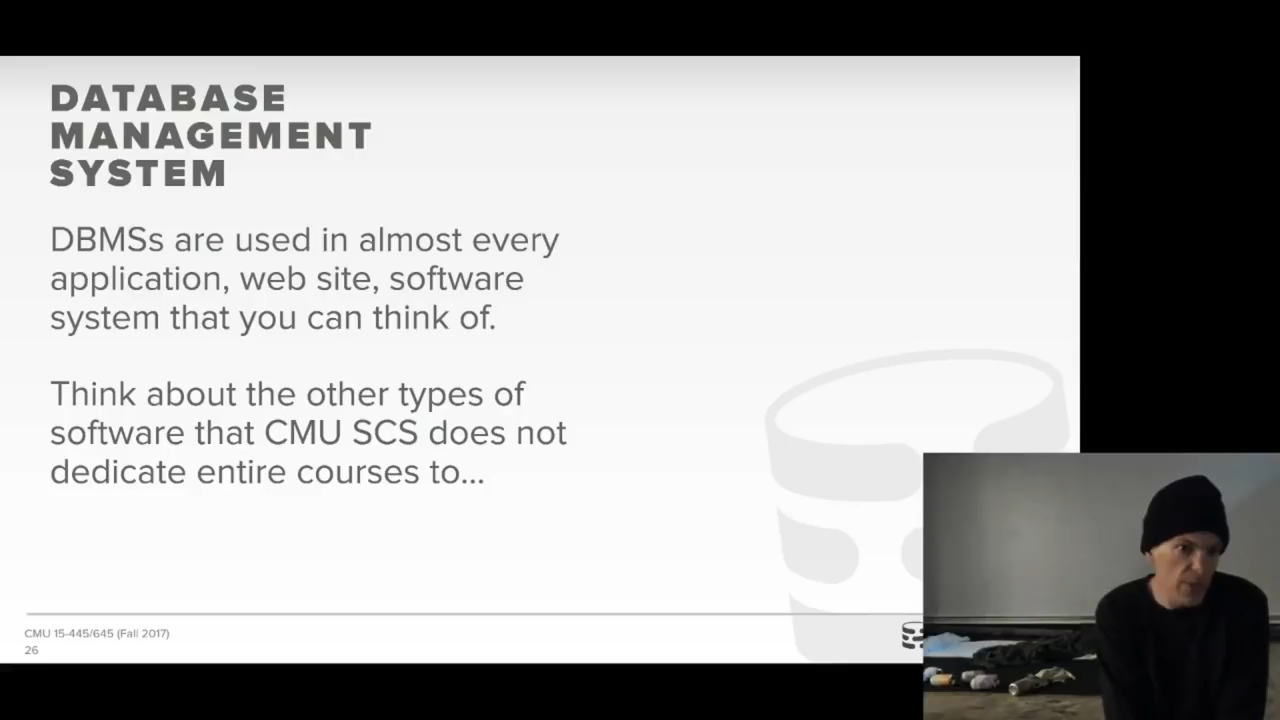 DATABASE
MANAGEMENT
SYSTEM
DBMSs are used in almost every
application, web site, software
system that you can think of.
Think about the other types of
software that CMU SCS does not
dedicate entire courses to...
CMU 15-445/645 (Fall 2017)
26